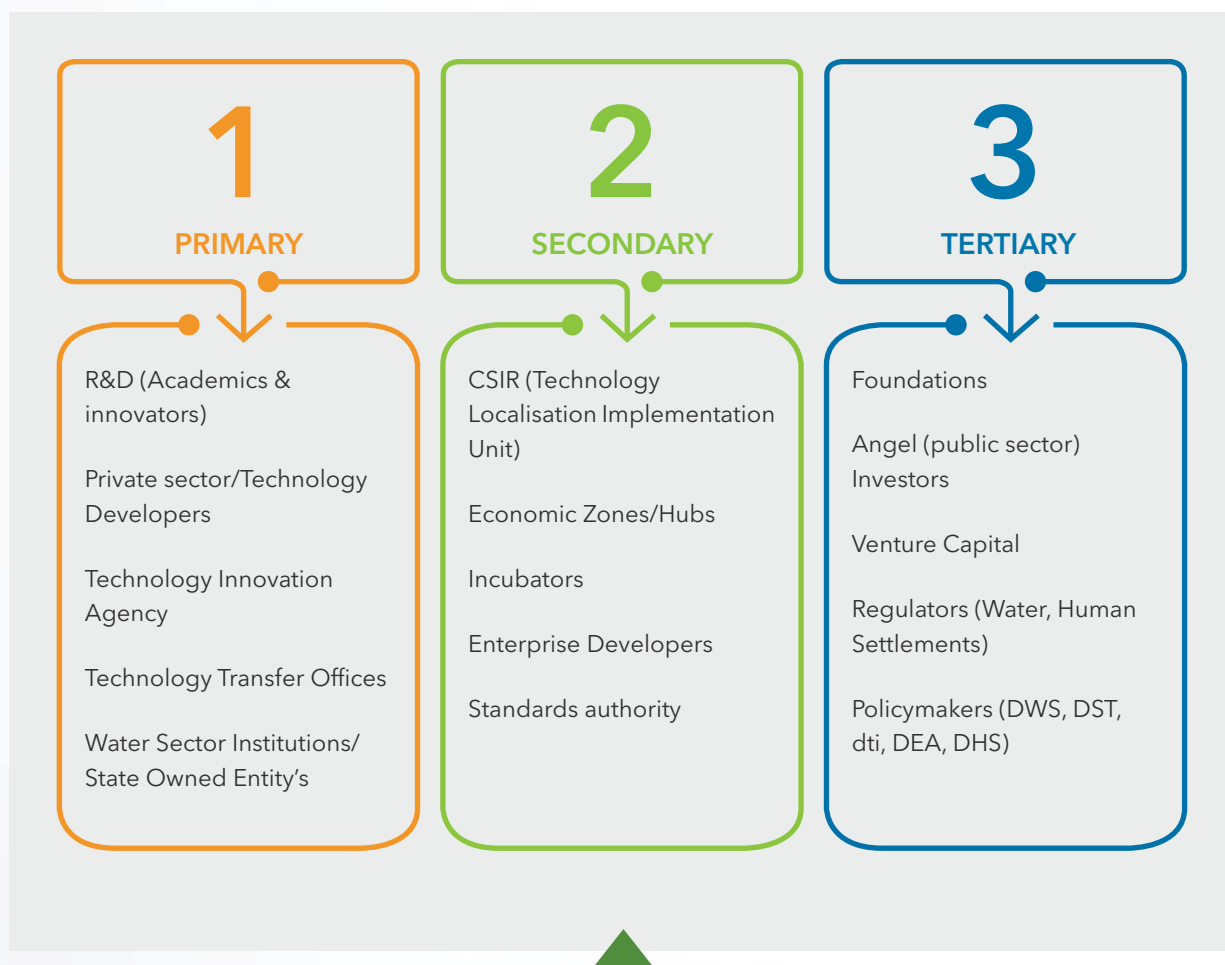 1
PRIMARY
R&D (Academics &
innovators)
Private sector/Technology
Developers
Technology Innovation
Agency
Technology Transfer Offices
Water Sector Institutions/
State Owned Entity’s
2
SECONDARY
CSIR (Technology
Localisation Implementation
Unit)
Economic Zones/Hubs
Incubators
Enterprise Developers
Standards authority
3
TERTIARY
Foundations
Angel (public sector)
Investors
Venture Capital
Regulators (Water, Human
Settlements)
Policymakers (DWS, DST,
dti, DEA, DHS)